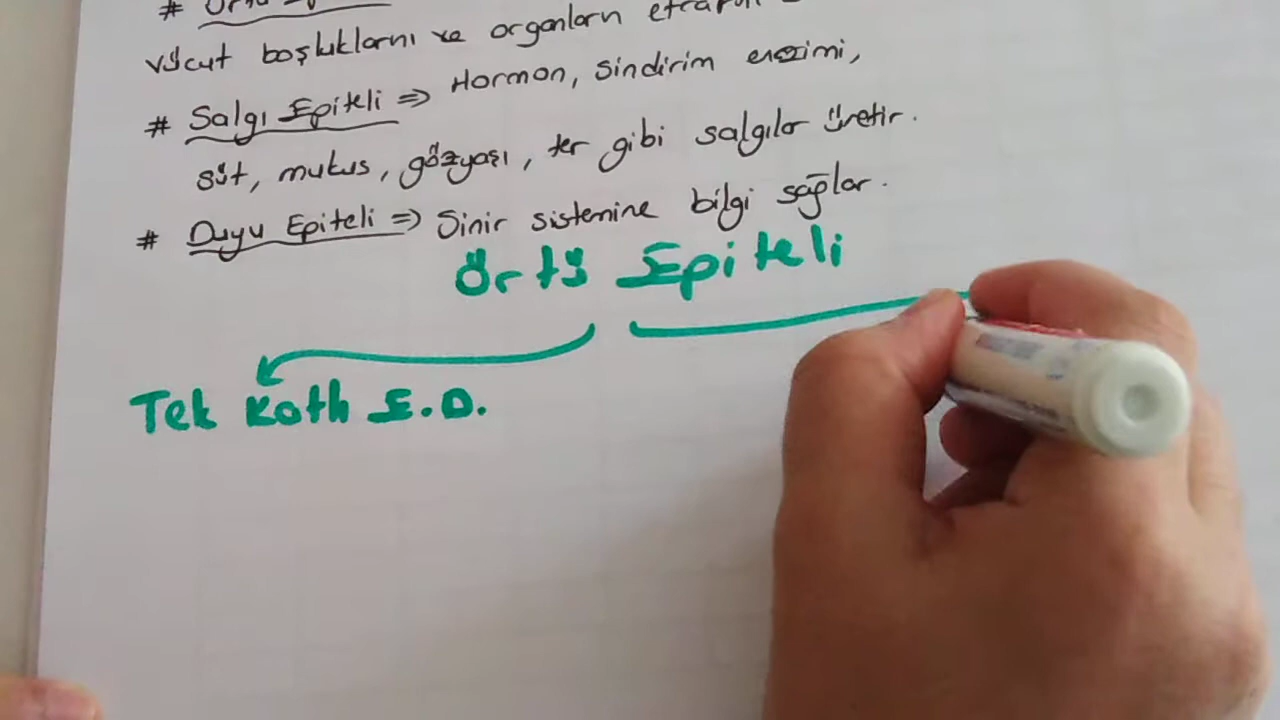 # Örtü
vücut boşluklarını ve organların etrafını
# Salgı Epiteli => Hormon, Sindirim enzimi,
süt, mukus, gözyaşı, ter gibi salgılar üretir.
# Duyu Epiteli => Sinir sistemine bilgi sağlar.
Örtü Epiteli
Tek Katlı E.D.